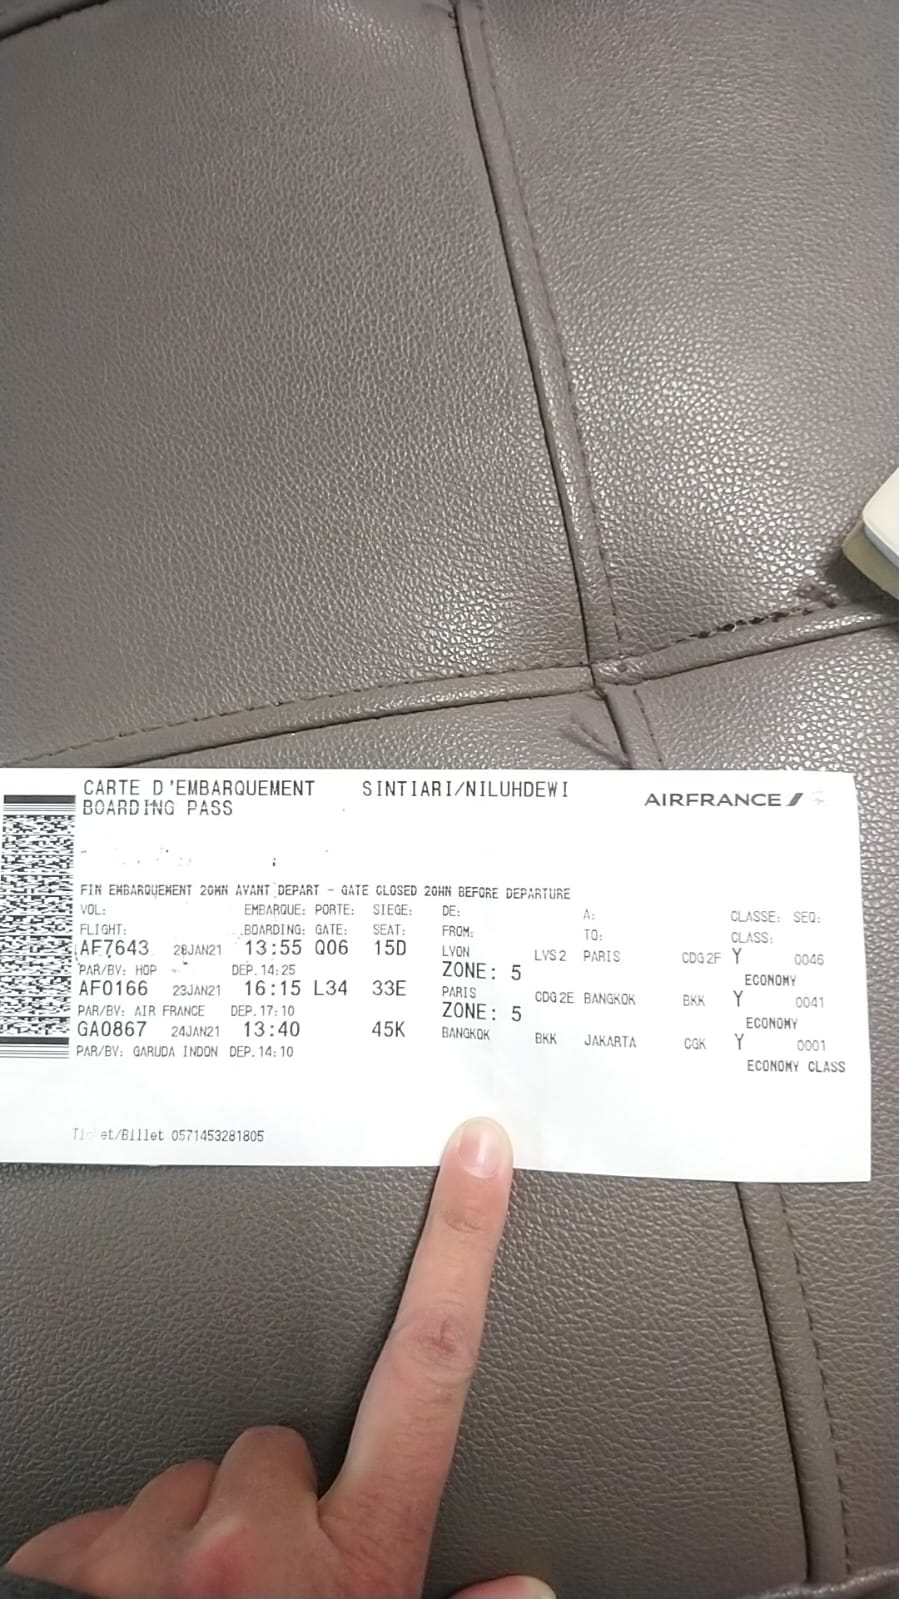 CARTE D'EMBARQUEMENT SINTIARI/NILUHDEWI AIRFRANCE
BOARDING PASS
FIN EMBARQUEMENT 20MN AVANT DEPART - GATE CLOSED 20MN BEFORE DEPARTURE
VOL: EMBARQUE: PORTE: SIEGE: DE: A: CLASSE: SEQ:
FLIGHT: BOARDING: GATE: SEAT: FROM: TO: CLASS:
AF7643 23JAN21 13:55 Q06 15D LYON LYS 2 PARIS CDG 2F Y 0046
PAR/BY: HOP DEP. 14:25 ZONE: 5 ECONOMY
AF0166 23JAN21 16:15 L34 33E PARIS CDG 2E BANGKOK BKK Y 0041
PAR/BY: AIR FRANCE DEP. 17:10 ZONE: 5 ECONOMY
GA0867 24JAN21 13:40 45K BANGKOK BKK JAKARTA CGK Y 0001
PAR/BY: GARUDA INDON DEP. 14:10 ECONOMY CLASS
Ticket/Billet 0571453281805